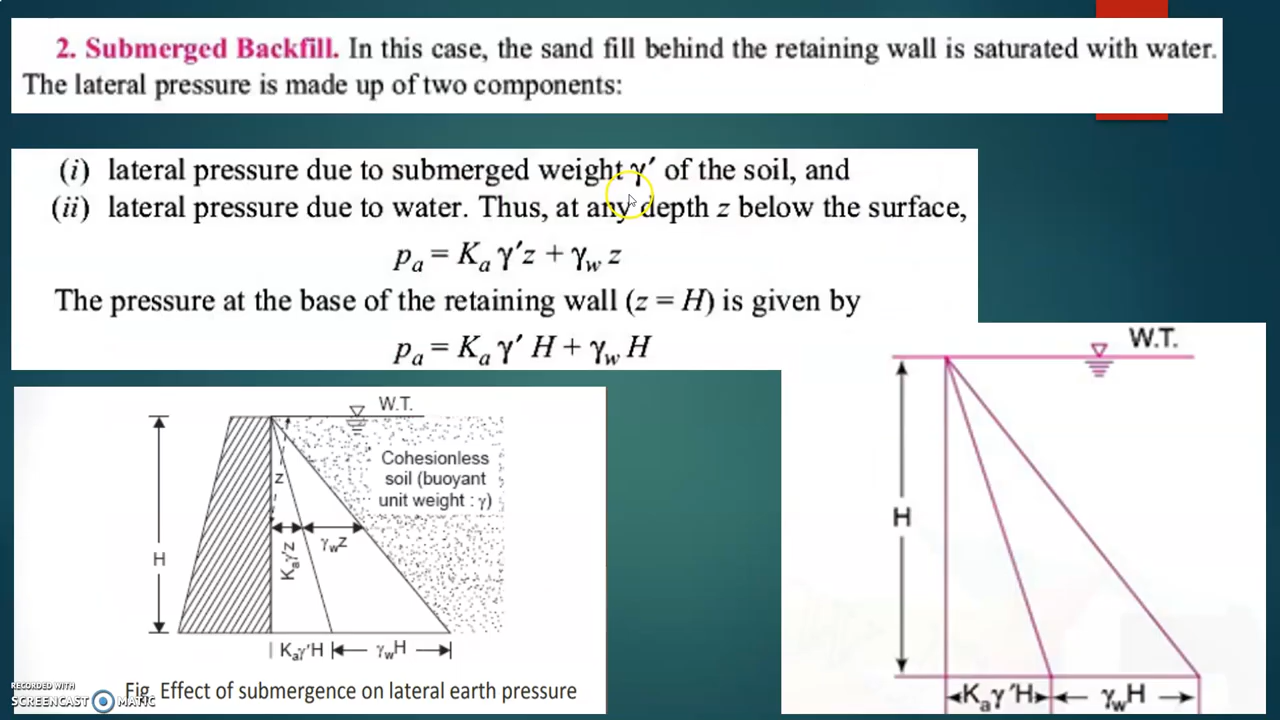 2. Submerged Backfill. In this case, the sand fill behind the retaining wall is saturated with water.
The lateral pressure is made up of two components:
(i) lateral pressure due to submerged weight γ′ of the soil, and
(ii) lateral pressure due to water. Thus, at any depth z below the surface,
pₐ = Kₐ γ′z + γw z
The pressure at the base of the retaining wall (z = H) is given by
pₐ = Kₐ γ′ H + γw H
W.T.
H
Kₐγ′H
γwH
W.T.
Cohesionless
soil (buoyant
unit weight : γ)
z
H
Kₐγ′z
γwz
Kₐγ′H
γwH
Fig. Effect of submergence on lateral earth pressure
RECORDED WITH
SCREENCAST MATIC